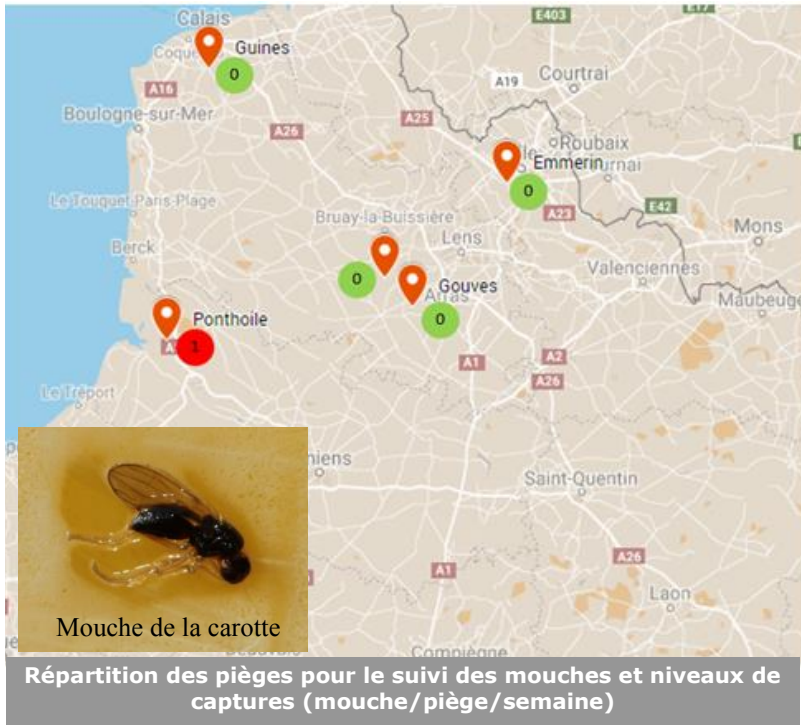 Calais
E403
E17
Coque
Guines
0
A19
Courtrai
A16
Boulogne-sur-Mer
A26
A25
Roubaix
Emmerin
0
Le Touquet-Paris-Plage
Bruay-la-Buissière
A23
E42
Mons
Berck
Lens
Valenciennes
0
Gouves
Maubeuge
0
Ponthoile
1
A1
A2
A26
Le Tréport
Saint-Quentin
A26
A1
Laon
Compiègne
Mouche de la carotte
Répartition des pièges pour le suivi des mouches et niveaux de
captures (mouche/piège/semaine)